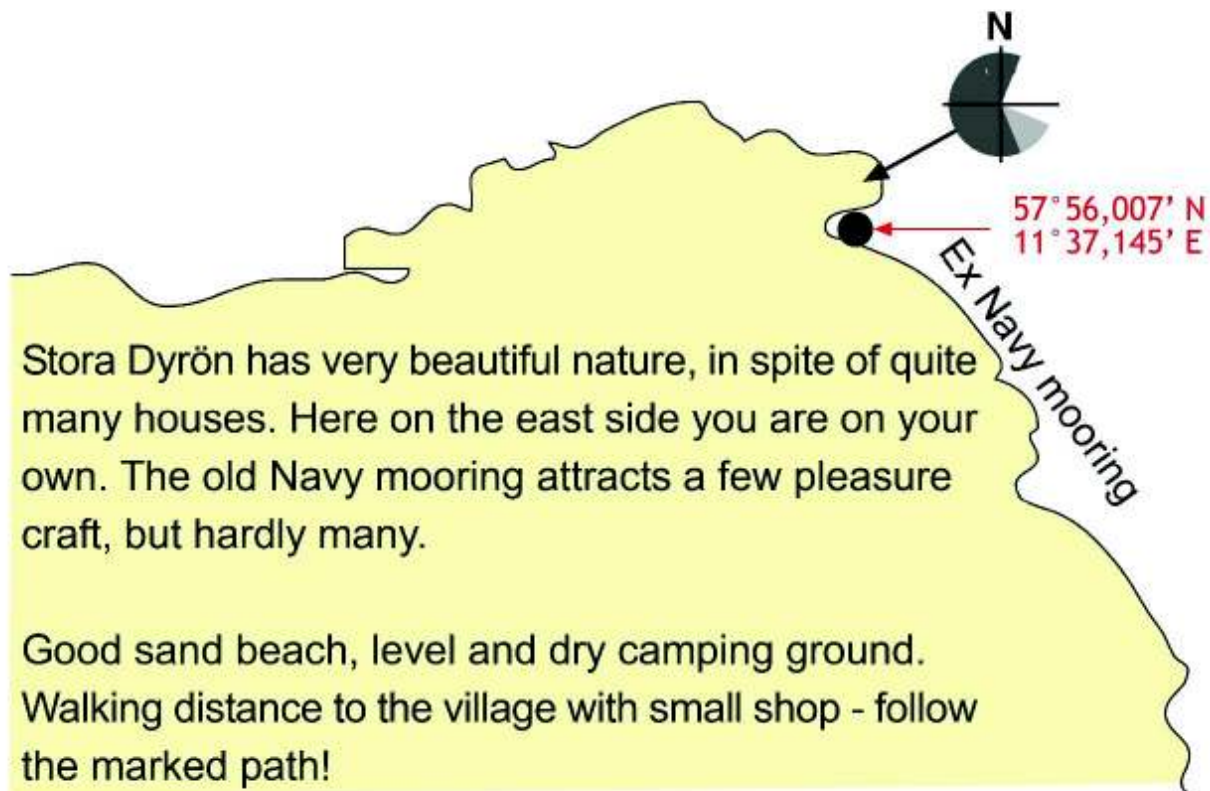 N
57°56,007' N
11°37,145' E
Ex Navy mooring
Stora Dyrön has very beautiful nature, in spite of quite
many houses. Here on the east side you are on your
own. The old Navy mooring attracts a few pleasure
craft, but hardly many.
Good sand beach, level and dry camping ground.
Walking distance to the village with small shop - follow
the marked path!